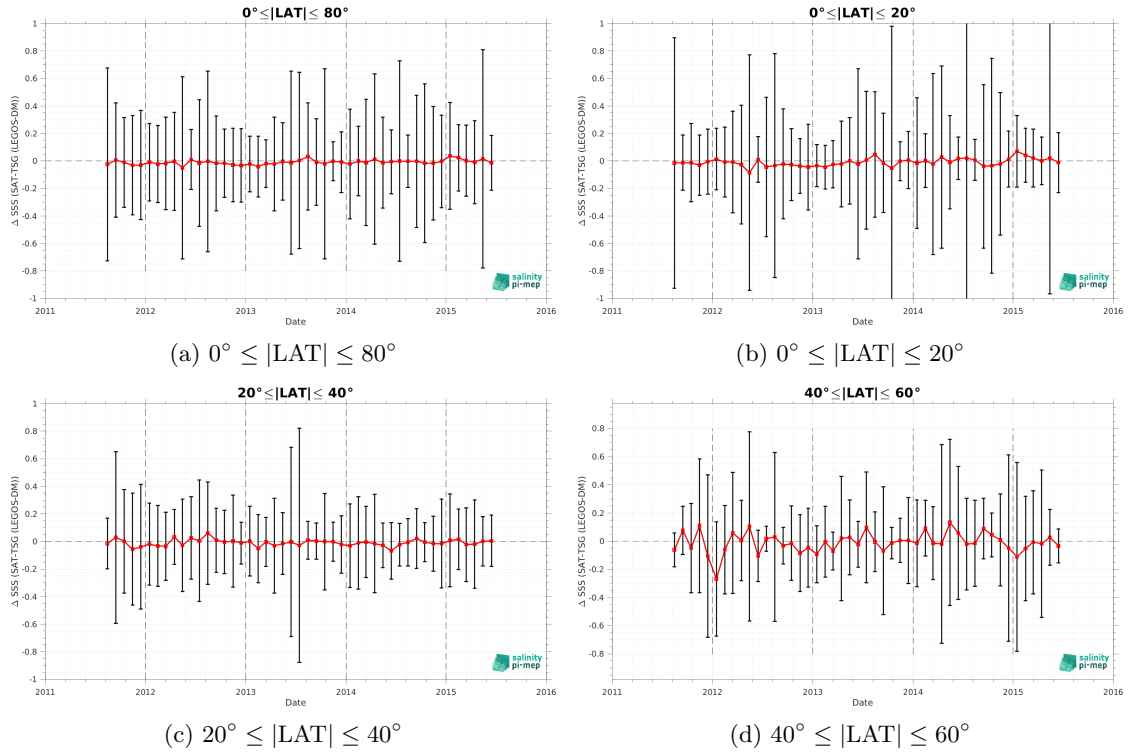 0°≤|LAT|≤ 80°
1
0.8
0.6
0.4
0.2
0
-0.2
-0.4
-0.6
-0.8
-1
Δ SSS (SAT-TSG (LEGOS-DM))
2011 2012 2013 2014 2015 2016
Date
salinity
pi-mep
(a) 0° ≤ |LAT| ≤ 80°
0°≤|LAT|≤ 20°
1
0.8
0.6
0.4
0.2
0
-0.2
-0.4
-0.6
-0.8
-1
Δ SSS (SAT-TSG (LEGOS-DM))
2011 2012 2013 2014 2015 2016
Date
salinity
pi-mep
(b) 0° ≤ |LAT| ≤ 20°
20°≤|LAT|≤ 40°
1
0.8
0.6
0.4
0.2
0
-0.2
-0.4
-0.6
-0.8
-1
Δ SSS (SAT-TSG (LEGOS-DM))
2011 2012 2013 2014 2015 2016
Date
salinity
pi-mep
(c) 20° ≤ |LAT| ≤ 40°
40°≤|LAT|≤ 60°
0.8
0.6
0.4
0.2
0
-0.2
-0.4
-0.6
-0.8
Δ SSS (SAT-TSG (LEGOS-DM))
2011 2012 2013 2014 2015 2016
Date
salinity
pi-mep
(d) 40° ≤ |LAT| ≤ 60°